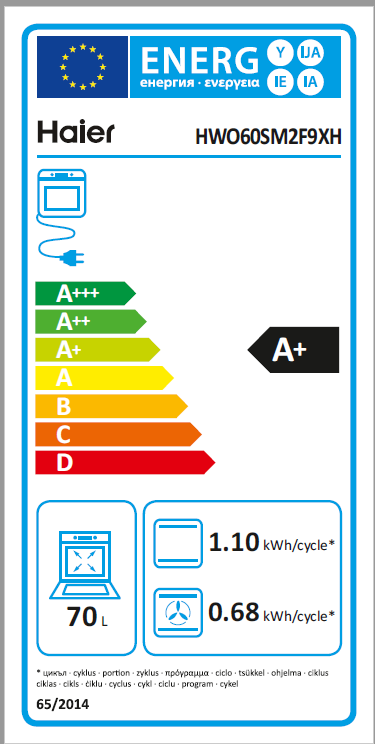 ENERG Y IJA
енергия · ενεργεια IE IA
Haier HWO60SM2F9XH
A+++
A++
A+
A
B
C
D
A+
1.10 kWh/cycle*
70 L
0.68 kWh/cycle*
* цикъл · cyklus · portion · zyklus · πρόγραμμα · ciclo · tsükkel · ohjelma · ciklus
ciklas · cikls · ċiklu · cyclus · cykl · ciclu · program · cykel
65/2014